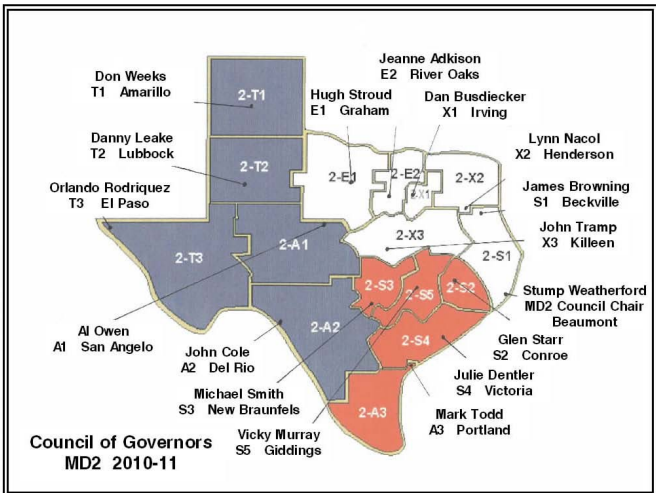 Jeanne Adkison
E2 River Oaks
Don Weeks
T1 Amarillo
Hugh Stroud
E1 Graham
Dan Busdiecker
X1 Irving
2-T1
Lynn Nacol
X2 Henderson
Danny Leake
T2 Lubbock
2-T2
2-E1
2-E2
2-X1
2-X2
James Browning
S1 Beckville
Orlando Rodriquez
T3 El Paso
John Tramp
X3 Killeen
2-T3
2-A1
2-X3
2-S1
2-S3
2-S5
2-S2
Stump Weatherford
MD2 Council Chair
Beaumont
Al Owen
A1 San Angelo
2-A2
2-S4
Glen Starr
S2 Conroe
John Cole
A2 Del Rio
Julie Dentler
S4 Victoria
Michael Smith
S3 New Braunfels
2-A3
Mark Todd
A3 Portland
Vicky Murray
S5 Giddings
Council of Governors
MD2 2010-11